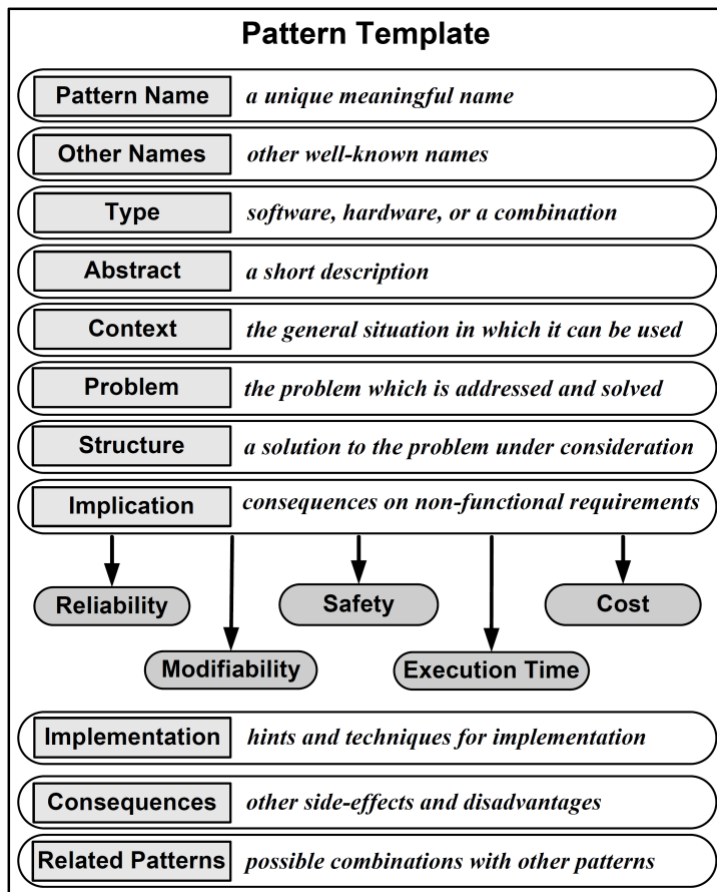 Pattern Template
Pattern Name a unique meaningful name
Other Names other well-known names
Type software, hardware, or a combination
Abstract a short description
Context the general situation in which it can be used
Problem the problem which is addressed and solved
Structure a solution to the problem under consideration
Implication consequences on non-functional requirements
Reliability Safety Cost
Modifiability Execution Time
Implementation hints and techniques for implementation
Consequences other side-effects and disadvantages
Related Patterns possible combinations with other patterns